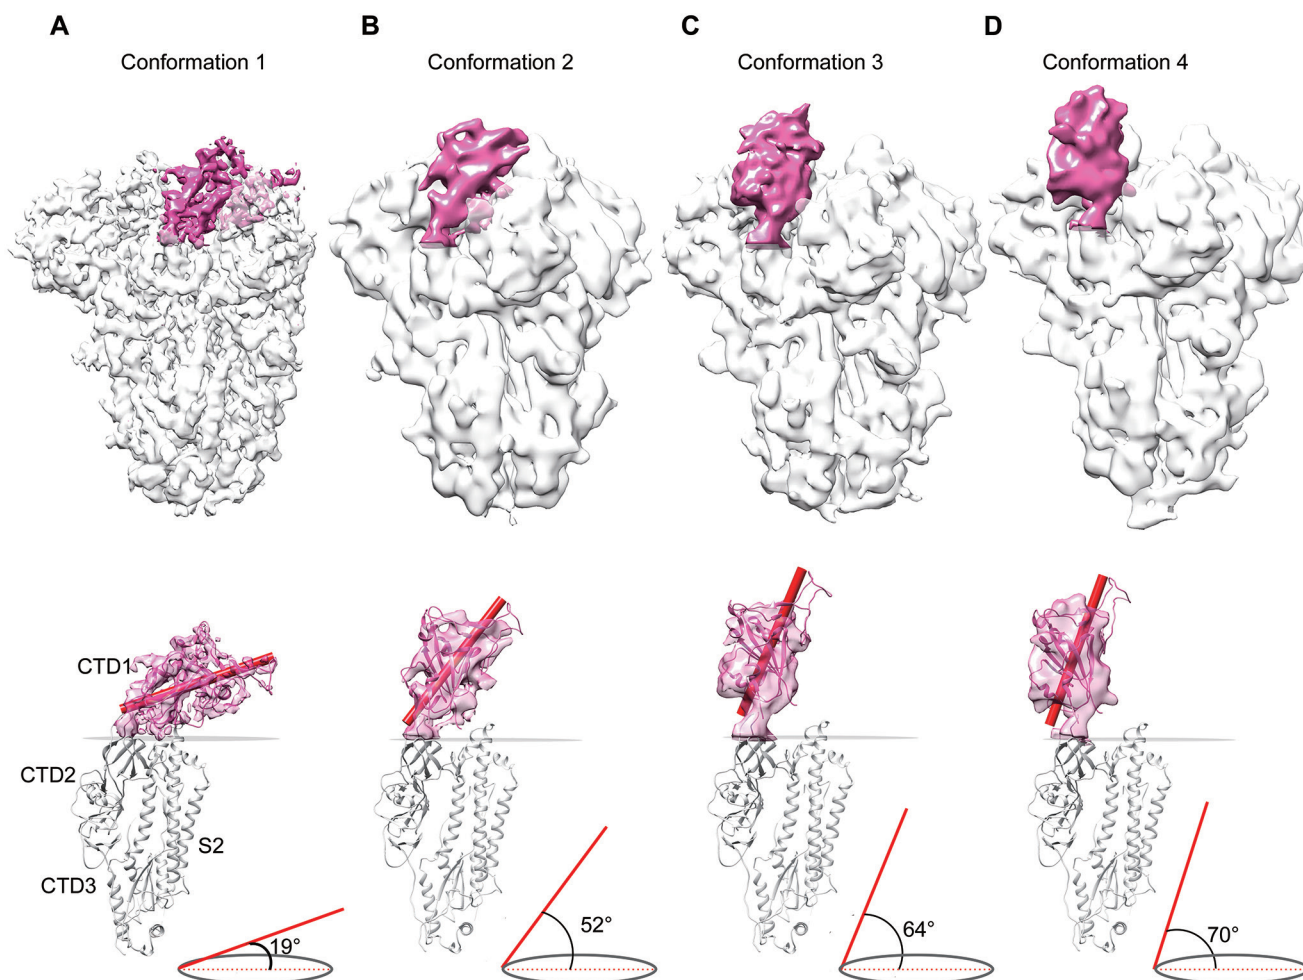 A
B
C
D
Conformation 1
Conformation 2
Conformation 3
Conformation 4
CTD1
CTD2
S2
CTD3
19°
52°
64°
70°